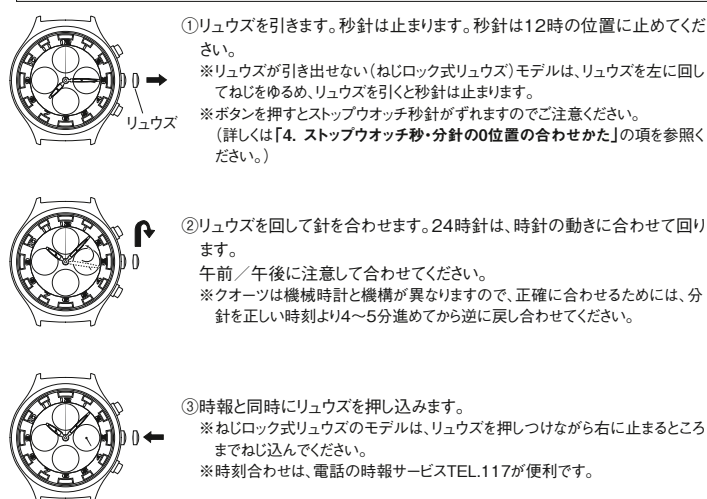 ①リュウズを引きます。秒針は止まります。秒針は12時の位置に止めてくだ
さい。
※リュウズが引き出せない（ねじロック式リュウズ）モデルは、リュウズを左に回し
てねじをゆるめ、リュウズを引くと秒針は止まります。
リュウズ
※ボタンを押すとストップウオッチ秒針がずれますのでご注意ください。
（詳しくは「4. ストップウオッチ秒・分針の0位置の合わせかた」の項を参照く
ださい。）
②リュウズを回して針を合わせます。24時針は、時針の動きに合わせて回り
ます。
午前／午後に注意して合わせてください。
※クオーツは機械時計と機構が異なりますので、正確に合わせるためには、分
針を正しい時刻より4〜5分進めてから逆に戻し合わせてください。
③時報と同時にリュウズを押し込みます。
※ねじロック式リュウズのモデルは、リュウズを押しつけながら右に止まるところ
までねじ込んでください。
※時刻合わせは、電話の時報サービスTEL.117が便利です。